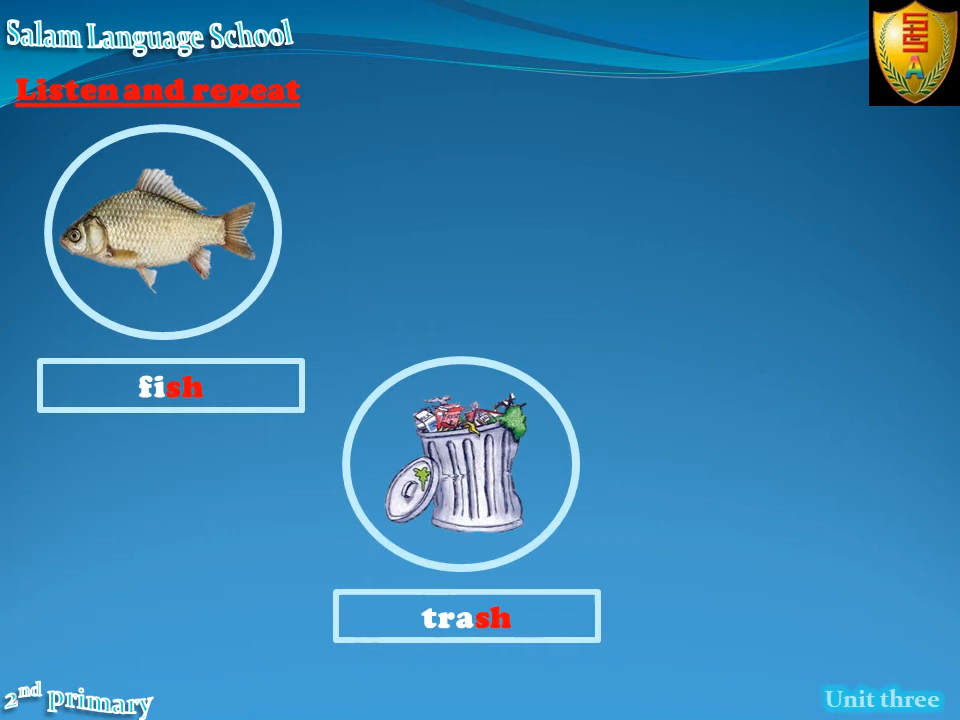 Salam Language School
Listen and repeat
fish
trash
2nd primary
Unit three